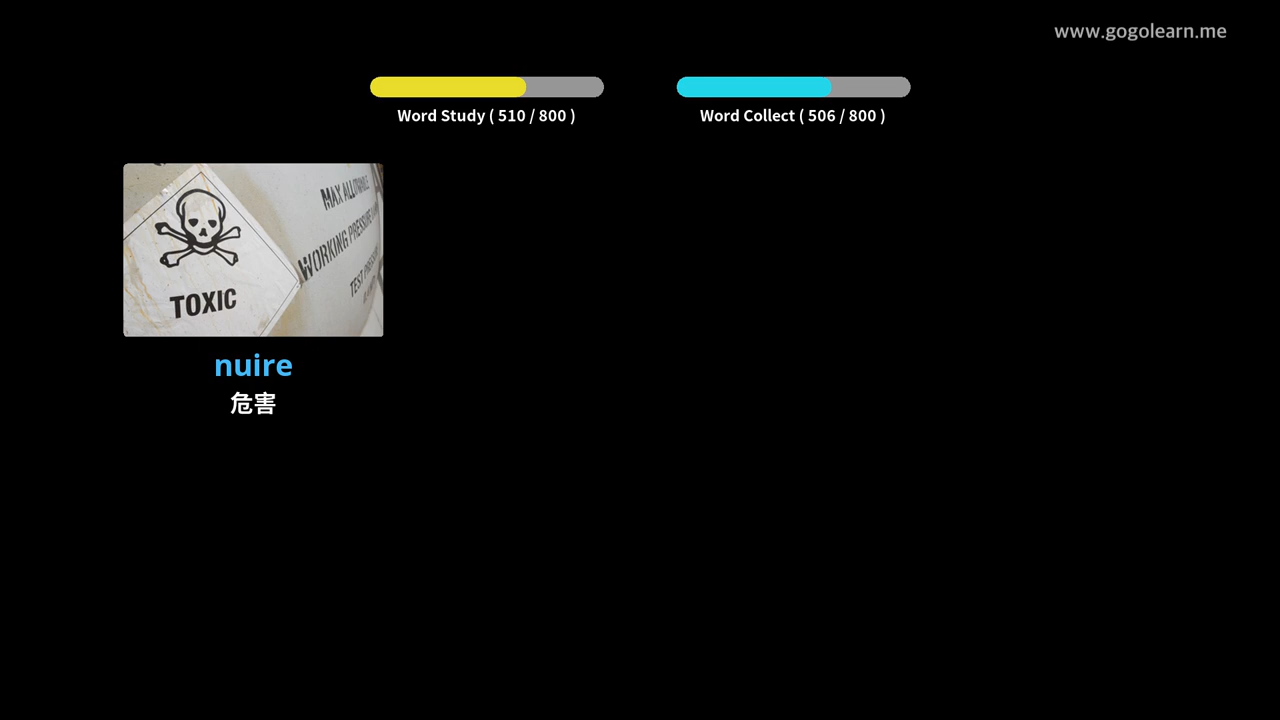 www.gogolearn.me
Word Study ( 510 / 800 )
Word Collect ( 506 / 800 )
MAX ALLOWABLE
WORKING PRESSURE
TEST
TOXIC
nuire
危害